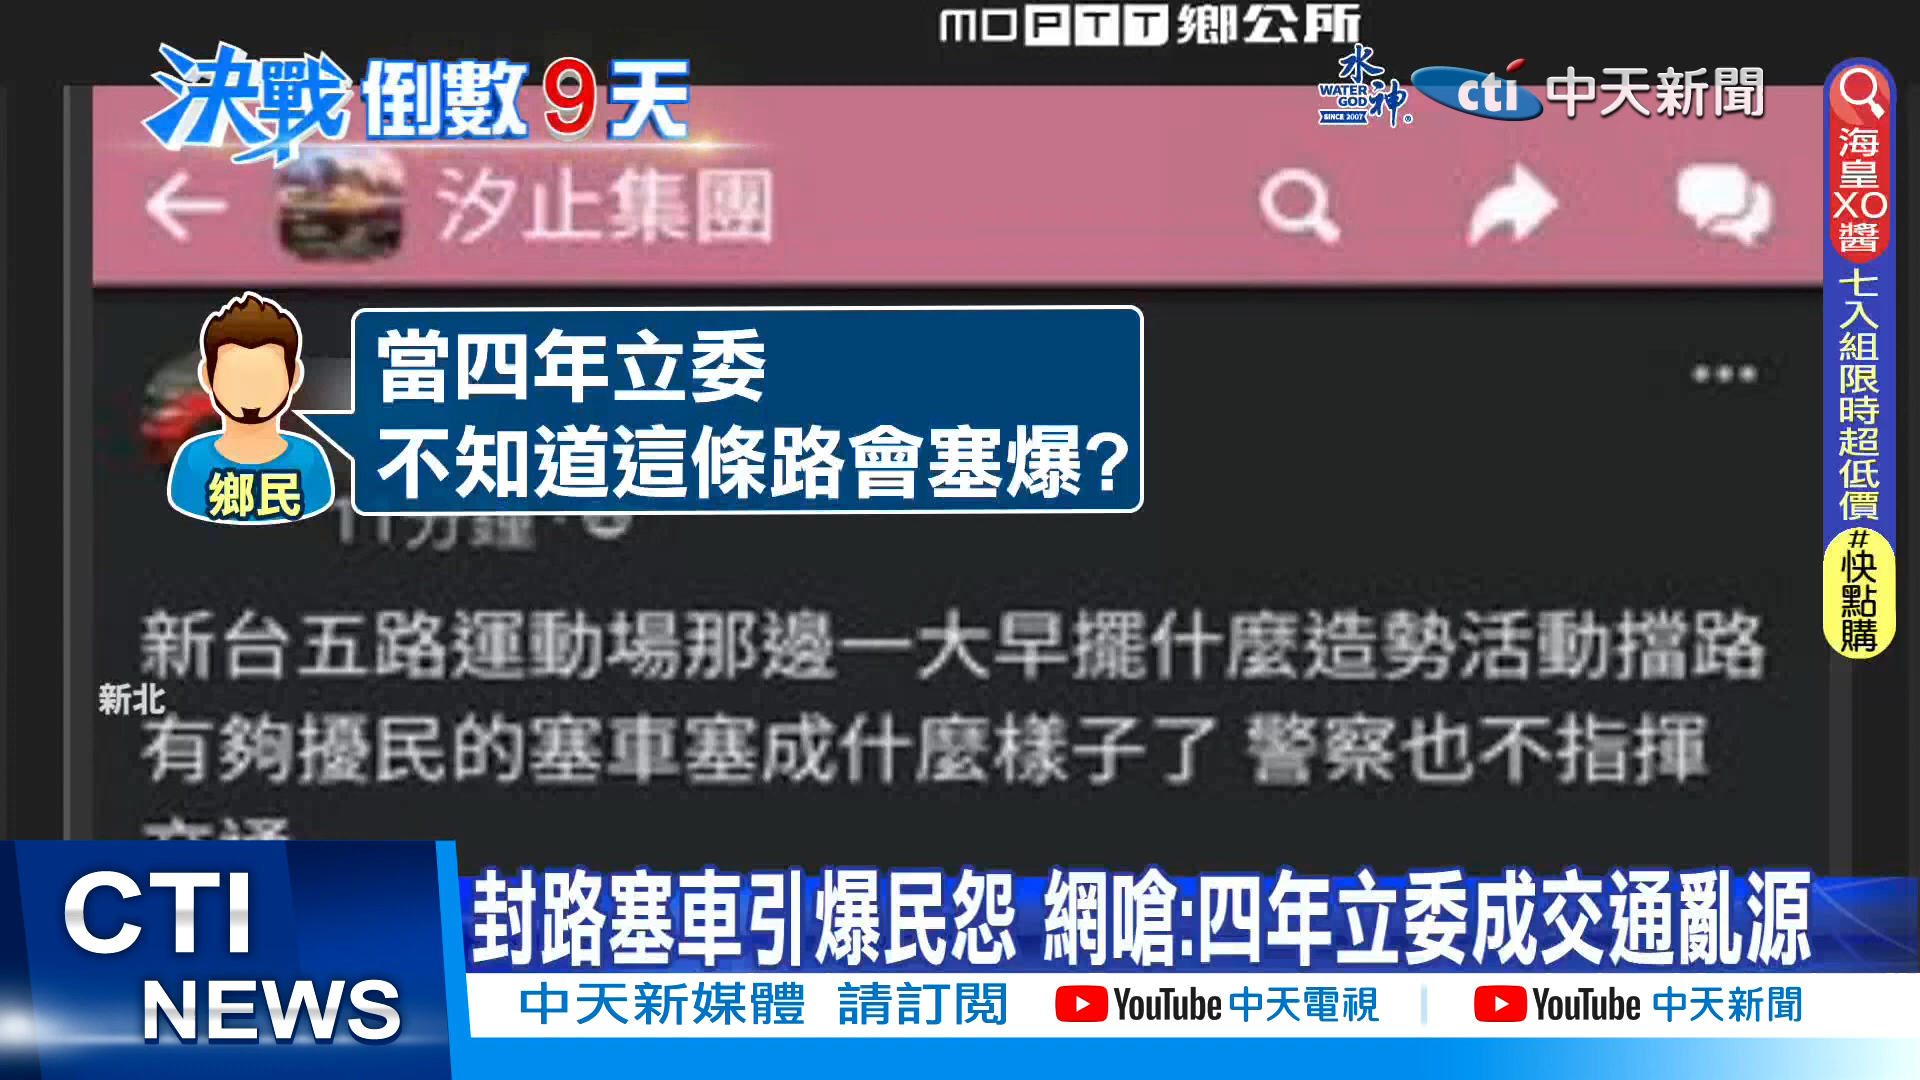 moPTT鄉公所
決戰倒數9天
水神
WATER GOD
SINCE 2007
cti 中天新聞
汐止集團
當四年立委
不知道這條路會塞爆?
鄉民
11分鐘
新台五路運動場那邊一大早擺什麼造勢活動擋路
有夠擾民的塞車塞成什麼樣子了 警察也不指揮
交通
新北
海皇XO醬
七入組限時超低價
#快點購
CTI NEWS
封路塞車引爆民怨 網嗆:四年立委成交通亂源
中天新媒體 請訂閱 YouTube 中天電視 | YouTube 中天新聞